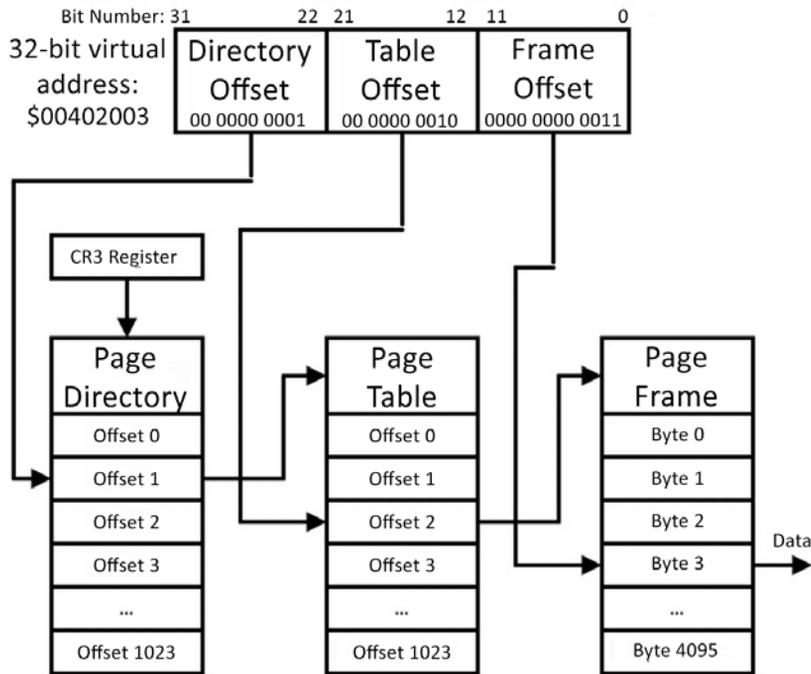 Bit Number: 31 22 21 12 11 0
32-bit virtual
address:
$00402003
Directory
Offset
00 0000 0001
Table
Offset
00 0000 0010
Frame
Offset
0000 0000 0011
CR3 Register
Page
Directory
Offset 0
Offset 1
Offset 2
Offset 3
...
Offset 1023
Page
Table
Offset 0
Offset 1
Offset 2
Offset 3
...
Offset 1023
Page
Frame
Byte 0
Byte 1
Byte 2
Byte 3
...
Byte 4095
Data